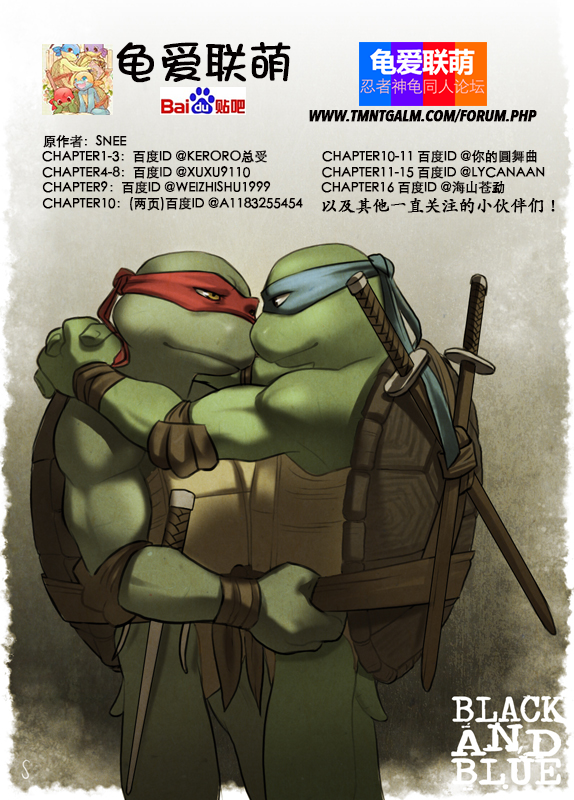 龟爱联萌
Bai du 贴吧
龟爱联萌
忍者神龟同人论坛
WWW.TMNTGALM.COM/FORUM.PHP
原作者：SNEE
CHAPTER1-3：百度ID @KERORO总受
CHAPTER4-8：百度ID @XUXU9110
CHAPTER9：百度ID @WEIZHISHU1999
CHAPTER10：(两页)百度ID @A1183255454
CHAPTER10-11 百度ID @你的圆舞曲
CHAPTER11-15 百度ID @LYCANAAN
CHAPTER16 百度ID @海山苍勐
以及其他一直关注的小伙伴们！
BLACK
AND
BLUE
S